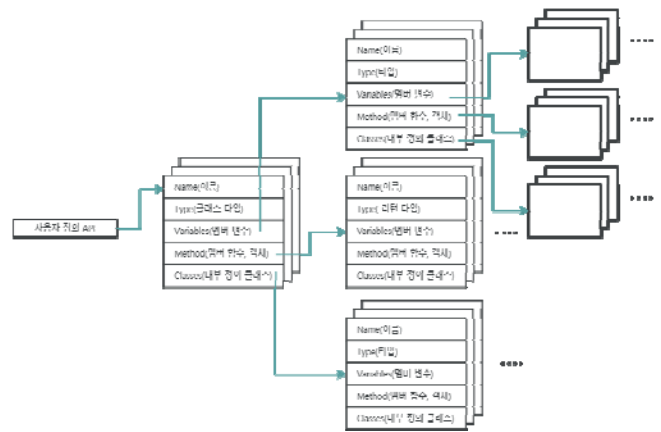 사용자 정의 API
Name(이름)
Type(클래스 타입)
Variables(멤버 변수)
Method(멤버 함수, 객체)
Classes(내부 정의 클래스)
Name(이름)
Type(타입)
Variables(멤버 변수)
Method(멤버 함수, 객체)
Classes(내부 정의 클래스)
Name(이름)
Type( 리턴 타입)
Variables(멤버 변수)
Method(멤버 함수, 객체)
Classes(내부 정의 클래스)
Name(이름)
Type(타입)
Variables(멤버 변수)
Method(멤버 함수, 객체)
Classes(내부 정의 클래스)